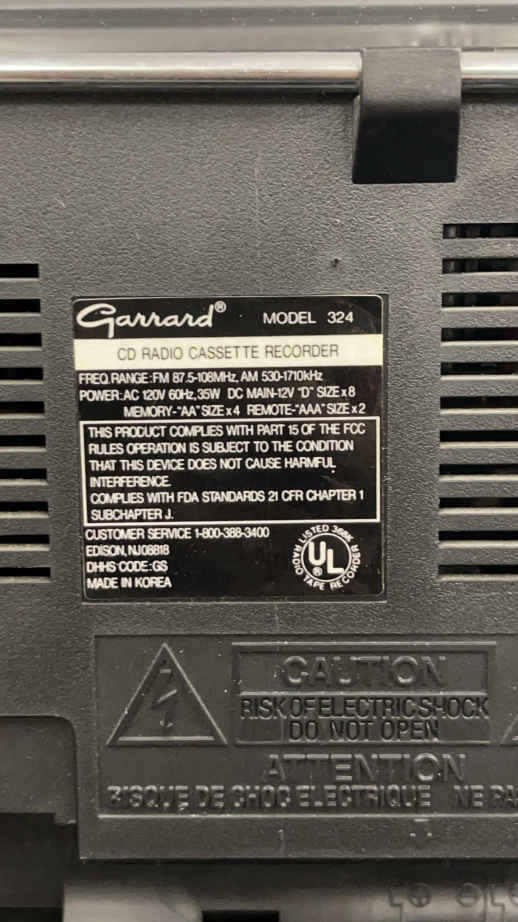 Garrard® MODEL 324
CD RADIO CASSETTE RECORDER
FREQ. RANGE: FM 87.5-108MHz, AM 530-1710kHz
POWER: AC 120V 60Hz, 35W DC MAIN-12V "D" SIZE x 8
MEMORY-"AA" SIZE x 4 REMOTE-"AAA" SIZE x 2
THIS PRODUCT COMPLIES WITH PART 15 OF THE FCC
RULES OPERATION IS SUBJECT TO THE CONDITION
THAT THIS DEVICE DOES NOT CAUSE HARMFUL
INTERFERENCE.
COMPLIES WITH FDA STANDARDS 21 CFR CHAPTER 1
SUBCHAPTER J.
CUSTOMER SERVICE 1-800-388-3400
EDISON, NJ08818
DHHS-CODE: GS
MADE IN KOREA
LISTED 366K
UL®
RADIO TAPE RECORDER
CAUTION
RISK OF ELECTRIC SHOCK
DO NOT OPEN
ATTENTION
RISQUE DE CHOC ELECTRIQUE NE PA